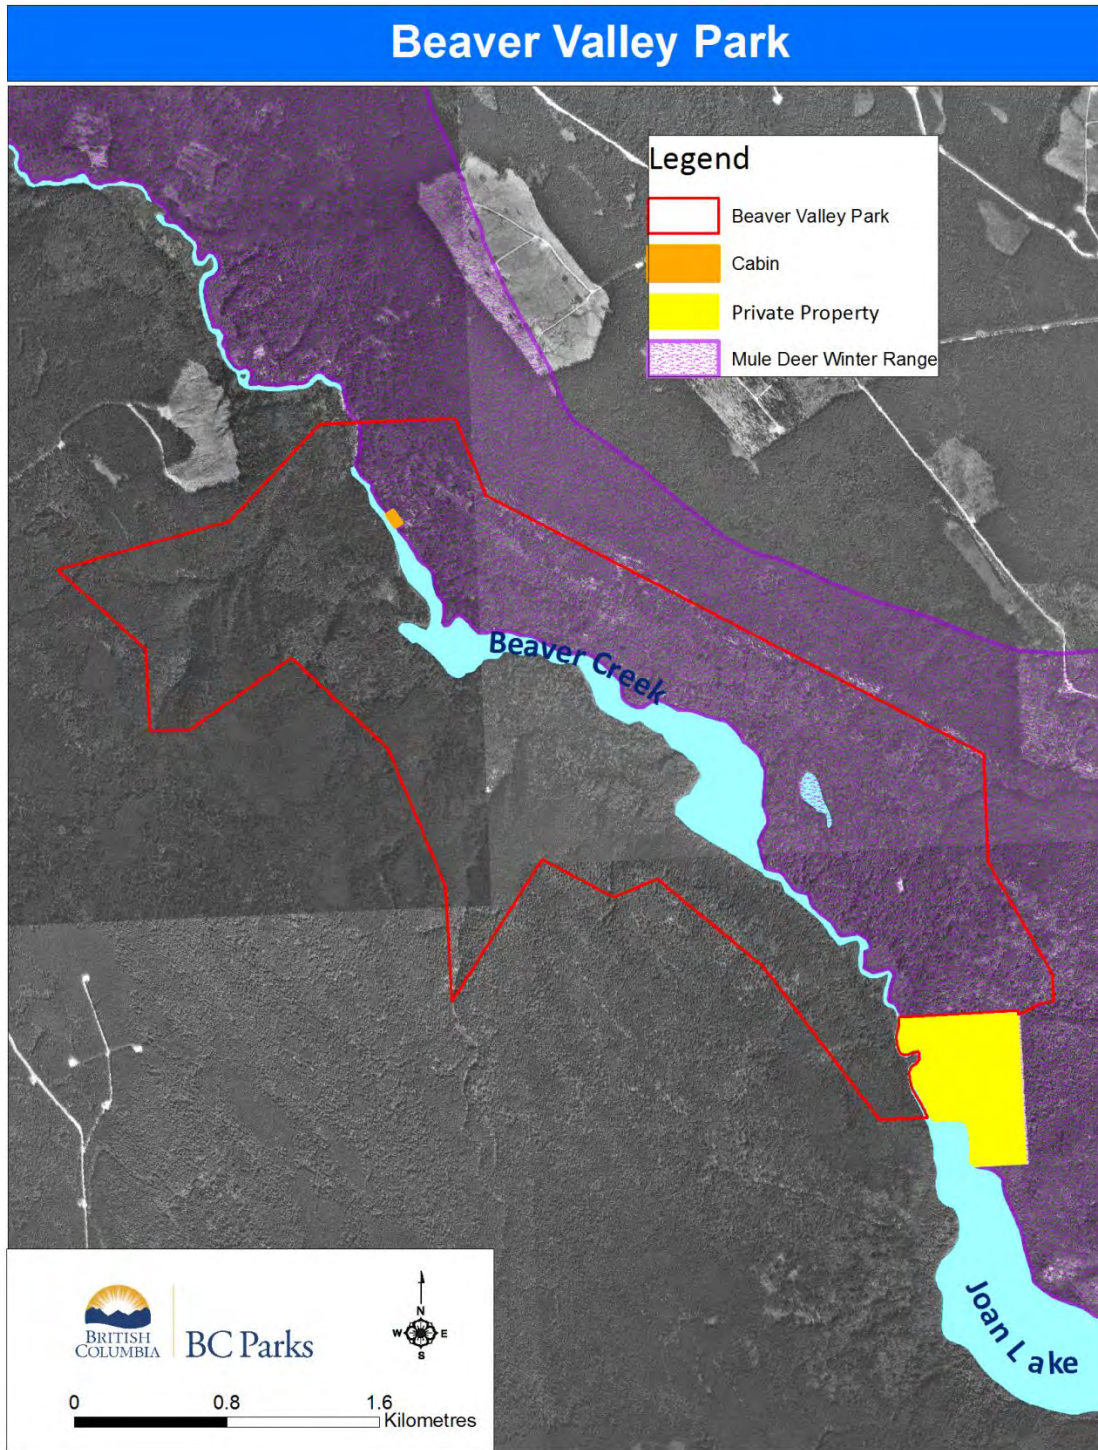 Beaver Valley Park
Legend
Beaver Valley Park
Cabin
Private Property
Mule Deer Winter Range
Beaver Creek
Joan Lake
BRITISH
COLUMBIA
BC Parks
N
W E
S
0 0.8 1.6
Kilometres